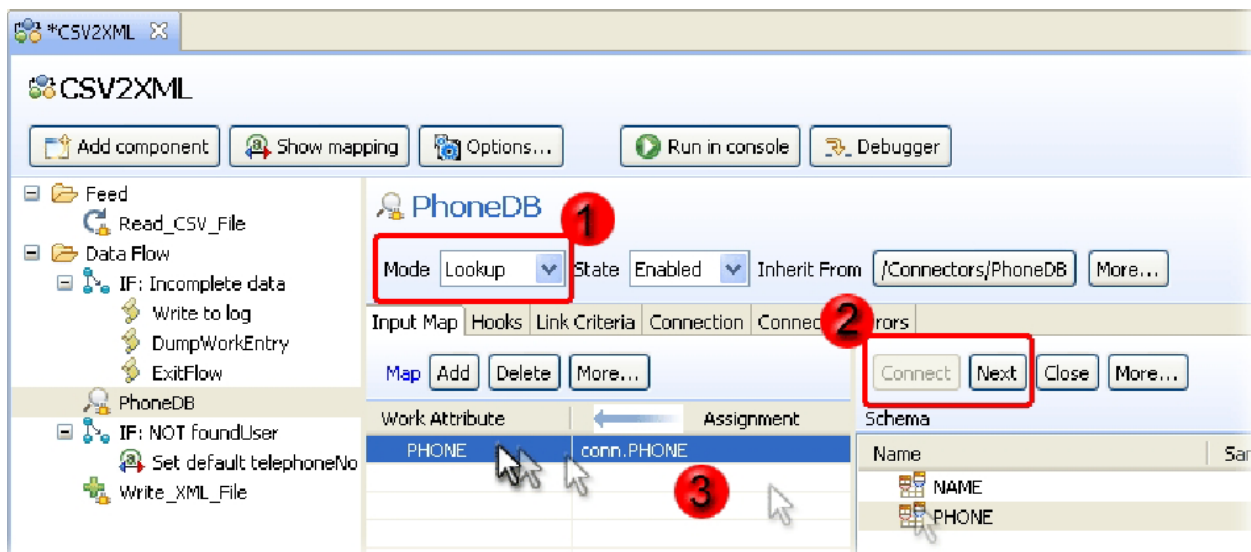 *CSV2XML
CSV2XML
Add component Show mapping Options... Run in console Debugger
Feed
Read_CSV_File
Data Flow
IF: Incomplete data
Write to log
DumpWorkEntry
ExitFlow
PhoneDB
IF: NOT foundUser
Set default telephoneNo
Write_XML_File
PhoneDB
1
Mode Lookup State Enabled Inherit From /Connectors/PhoneDB More...
2
Input Map Hooks Link Criteria Connection
Map Add Delete More...
Connect Next Close More...
Work Attribute Assignment
Schema
PHONE conn.PHONE
3
Name
NAME
PHONE